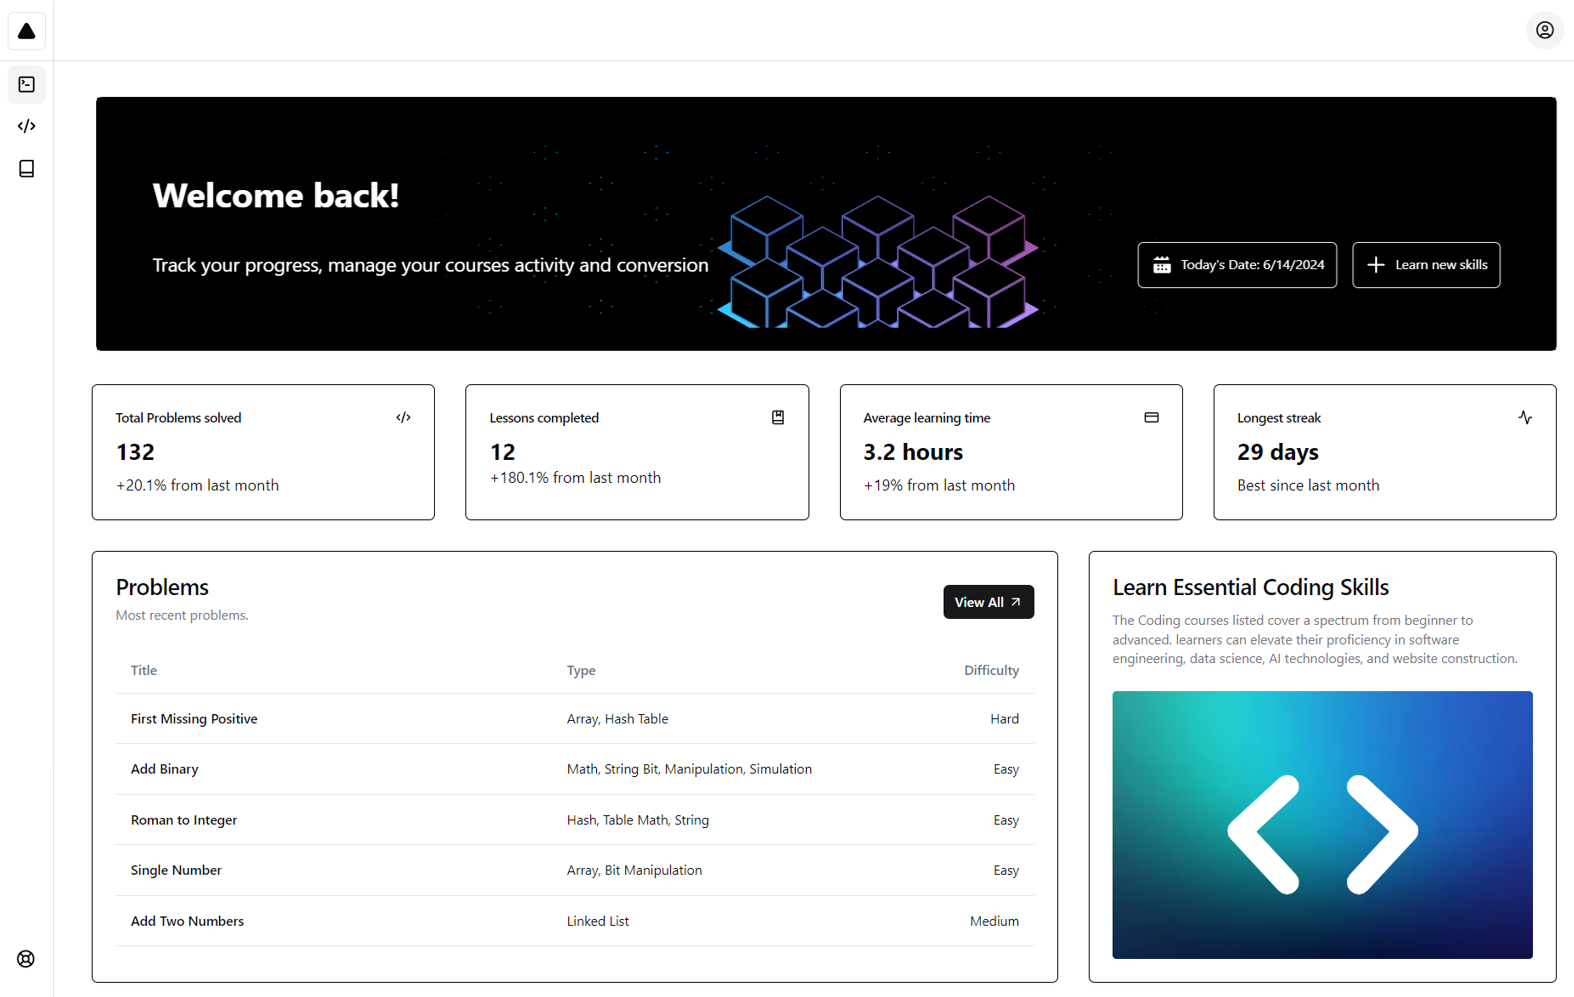 Welcome back!
Track your progress, manage your courses activity and conversion
Today's Date: 6/14/2024
Learn new skills
Total Problems solved
132
+20.1% from last month
Lessons completed
12
+180.1% from last month
Average learning time
3.2 hours
+19% from last month
Longest streak
29 days
Best since last month
Problems
Most recent problems.
View All
Title Type Difficulty
First Missing Positive Array, Hash Table Hard
Add Binary Math, String Bit, Manipulation, Simulation Easy
Roman to Integer Hash, Table Math, String Easy
Single Number Array, Bit Manipulation Easy
Add Two Numbers Linked List Medium
Learn Essential Coding Skills
The Coding courses listed cover a spectrum from beginner to
advanced. learners can elevate their proficiency in software
engineering, data science, AI technologies, and website construction.